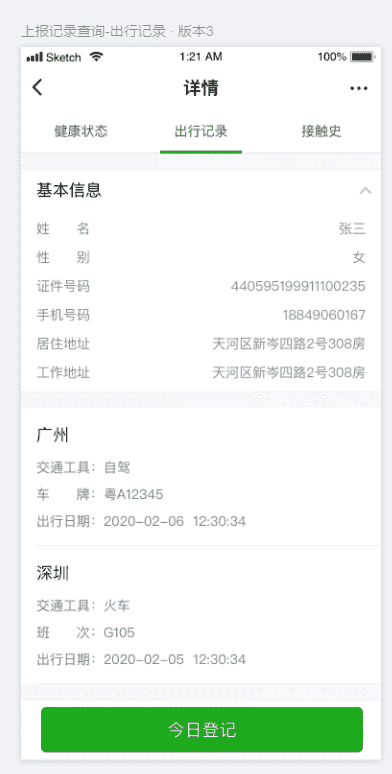 上报记录查询-出行记录 · 版本3
Sketch 1:21 AM 100%
详情
健康状态 出行记录 接触史
基本信息
姓 名 张三
性 别 女
证件号码 440595199911100235
手机号码 18849060167
居住地址 天河区新岑四路2号308房
工作地址 天河区新岑四路2号308房
广州
交通工具：自驾
车 牌：粤A12345
出行日期：2020-02-06 12:30:34
深圳
交通工具：火车
班 次：G105
出行日期：2020-02-05 12:30:34
今日登记